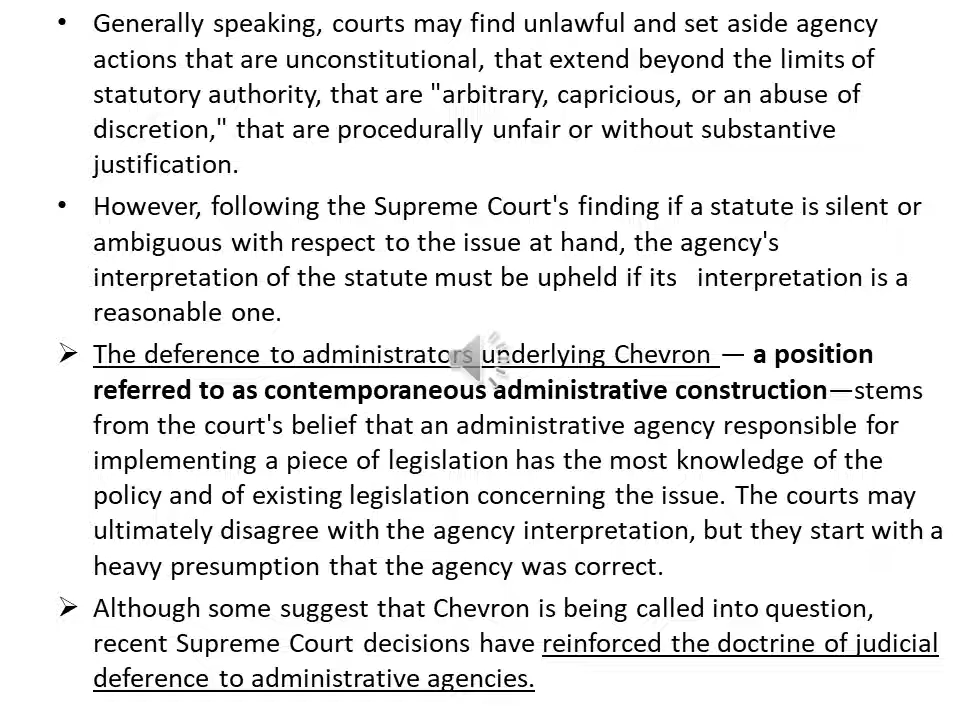 • Generally speaking, courts may find unlawful and set aside agency
actions that are unconstitutional, that extend beyond the limits of
statutory authority, that are "arbitrary, capricious, or an abuse of
discretion," that are procedurally unfair or without substantive
justification.
• However, following the Supreme Court's finding if a statute is silent or
ambiguous with respect to the issue at hand, the agency's
interpretation of the statute must be upheld if its interpretation is a
reasonable one.
➢ The deference to administrators underlying Chevron — a position
referred to as contemporaneous administrative construction—stems
from the court's belief that an administrative agency responsible for
implementing a piece of legislation has the most knowledge of the
policy and of existing legislation concerning the issue. The courts may
ultimately disagree with the agency interpretation, but they start with a
heavy presumption that the agency was correct.
➢ Although some suggest that Chevron is being called into question,
recent Supreme Court decisions have reinforced the doctrine of judicial
deference to administrative agencies.